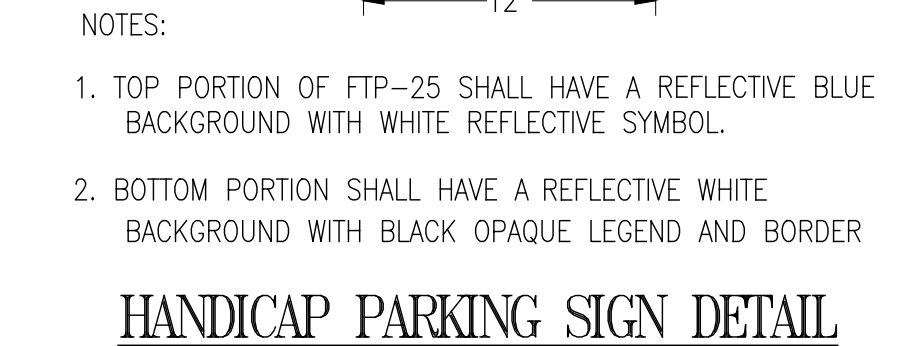 12
NOTES:
1. TOP PORTION OF FTP-25 SHALL HAVE A REFLECTIVE BLUE
BACKGROUND WITH WHITE REFLECTIVE SYMBOL.
2. BOTTOM PORTION SHALL HAVE A REFLECTIVE WHITE
BACKGROUND WITH BLACK OPAQUE LEGEND AND BORDER
HANDICAP PARKING SIGN DETAIL